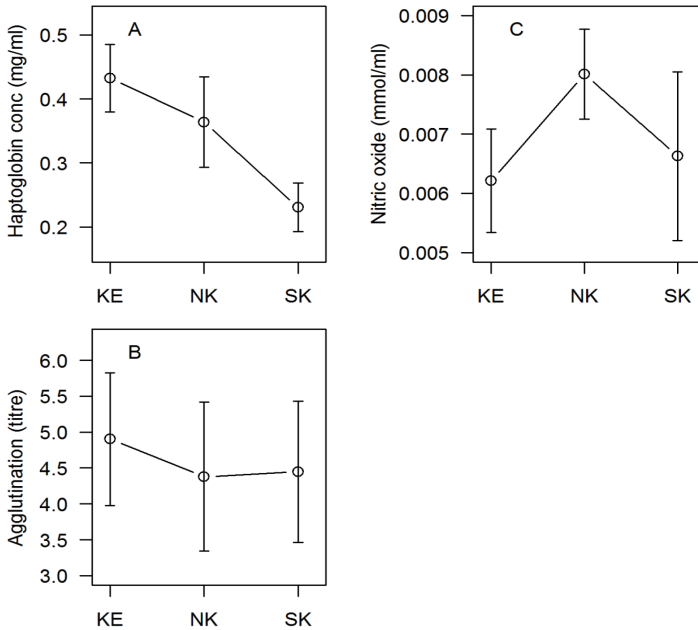 A
Haptoglobin conc (mg/ml)
0.5
0.4
0.3
0.2
KE NK SK
C
Nitric oxide (mmol/ml)
0.009
0.008
0.007
0.006
0.005
KE NK SK
B
Agglutination (titre)
6.0
5.5
5.0
4.5
4.0
3.5
3.0
KE NK SK